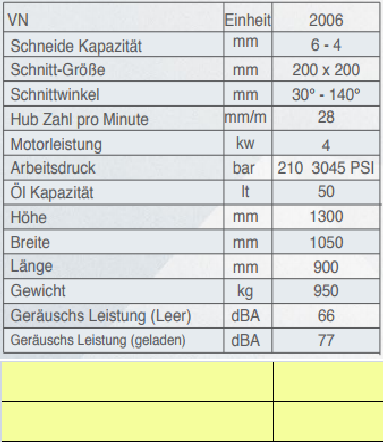 VN Einheit 2006
Schneide Kapazität mm 6 - 4
Schnitt-Größe mm 200 x 200
Schnittwinkel mm 30° - 140°
Hub Zahl pro Minute mm/m 28
Motorleistung kw 4
Arbeitsdruck bar 210 3045 PSI
Öl Kapazität lt 50
Höhe mm 1300
Breite mm 1050
Länge mm 900
Gewicht kg 950
Geräuschs Leistung (Leer) dBA 66
Geräuschs Leistung (geladen) dBA 77